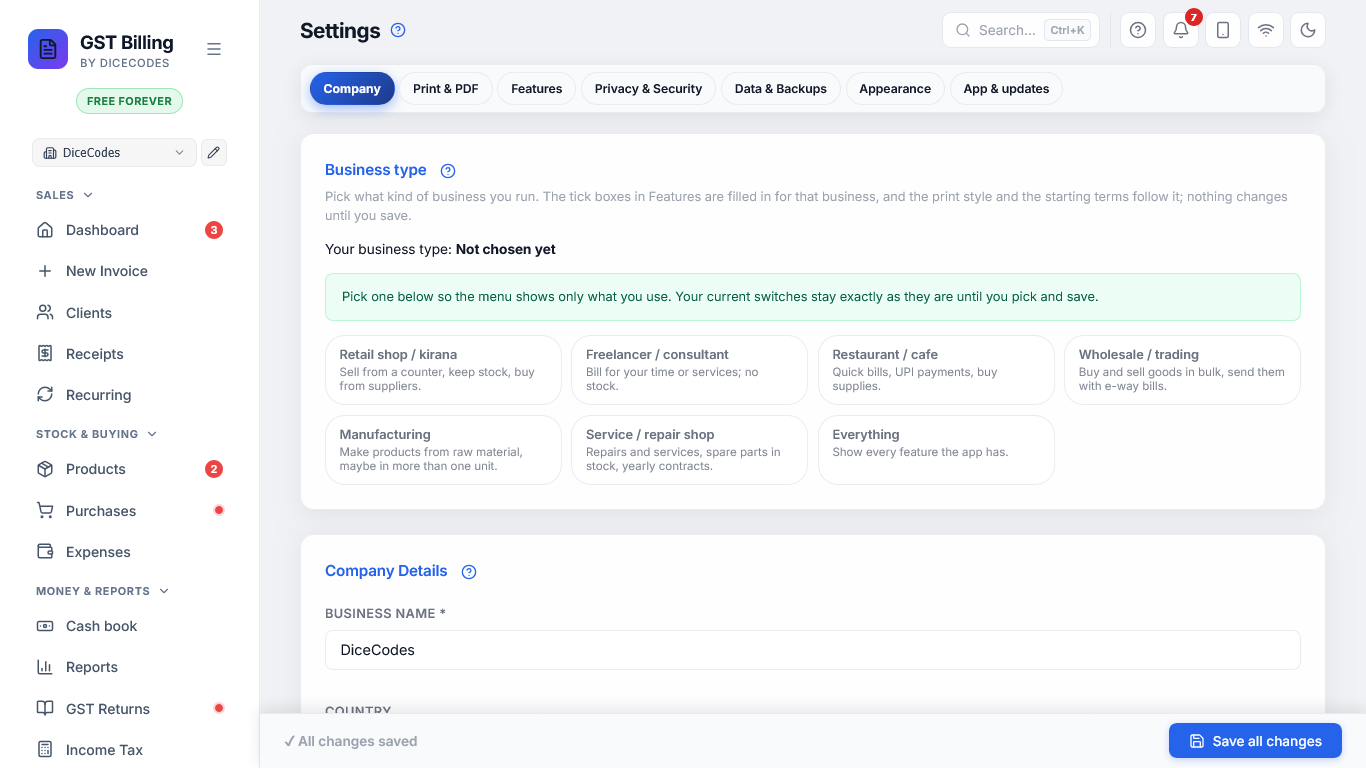 GST Billing
BY DICECODES
FREE FOREVER
DiceCodes
SALES
Dashboard 3
New Invoice
Clients
Receipts
Recurring
STOCK & BUYING
Products 2
Purchases
Expenses
MONEY & REPORTS
Cash book
Reports
GST Returns
Income Tax
Settings
Search... Ctrl+K
7
Company Print & PDF Features Privacy & Security Data & Backups Appearance App & updates
Business type
Pick what kind of business you run. The tick boxes in Features are filled in for that business, and the print style and the starting terms follow it; nothing changes
until you save.
Your business type: Not chosen yet
Pick one below so the menu shows only what you use. Your current switches stay exactly as they are until you pick and save.
Retail shop / kirana
Sell from a counter, keep stock, buy
from suppliers.
Freelancer / consultant
Bill for your time or services; no
stock.
Restaurant / cafe
Quick bills, UPI payments, buy
supplies.
Wholesale / trading
Buy and sell goods in bulk, send them
with e-way bills.
Manufacturing
Make products from raw material,
maybe in more than one unit.
Service / repair shop
Repairs and services, spare parts in
stock, yearly contracts.
Everything
Show every feature the app has.
Company Details
BUSINESS NAME *
DiceCodes
COUNTRY
✓ All changes saved
Save all changes